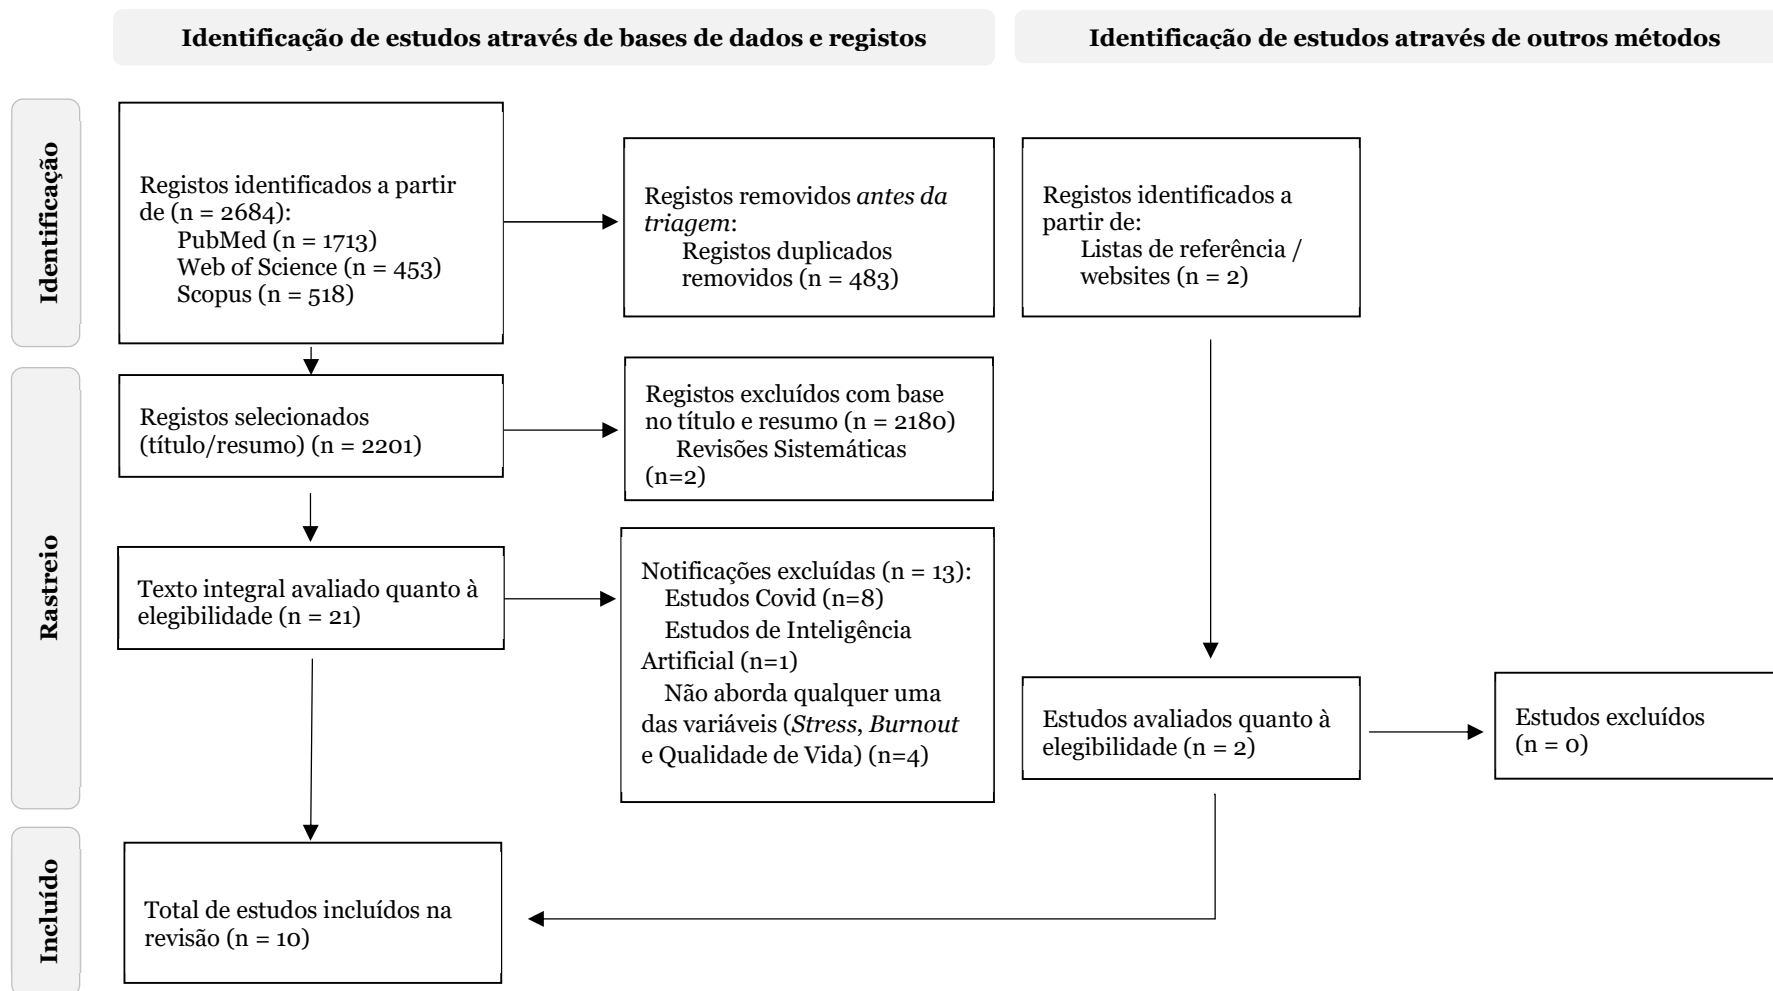 Identificação de estudos através de bases de dados e registos
Identificação de estudos através de outros métodos
Identificação
Registos identificados a partir
de (n = 2684):
PubMed (n = 1713)
Web of Science (n = 453)
Scopus (n = 518)
Registos removidos antes da
triagem:
Registos duplicados
removidos (n = 483)
Registos identificados a
partir de:
Listas de referência /
websites (n = 2)
Rastreio
Registos selecionados
(título/resumo) (n = 2201)
Registos excluídos com base
no título e resumo (n = 2180)
Revisões Sistemáticas
(n=2)
Texto integral avaliado quanto à
elegibilidade (n = 21)
Notificações excluídas (n = 13):
Estudos Covid (n=8)
Estudos de Inteligência
Artificial (n=1)
Não aborda qualquer uma
das variáveis (Stress, Burnout
e Qualidade de Vida) (n=4)
Estudos avaliados quanto à
elegibilidade (n = 2)
Estudos excluídos
(n = 0)
Incluído
Total de estudos incluídos na
revisão (n = 10)